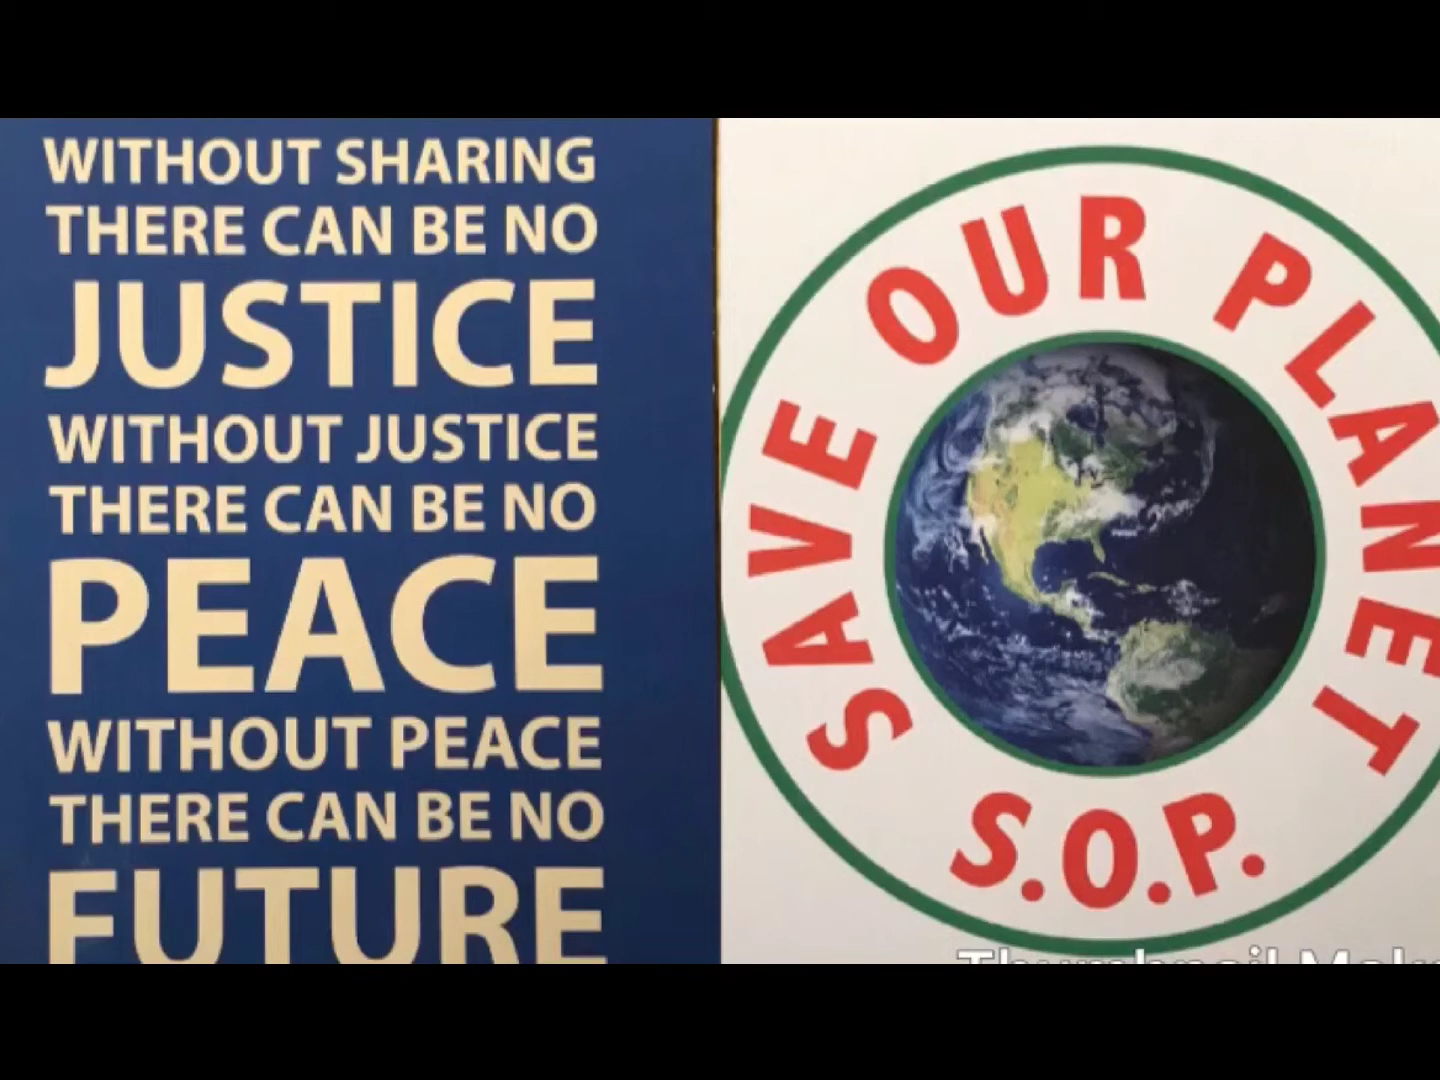 WITHOUT SHARING
THERE CAN BE NO
JUSTICE
WITHOUT JUSTICE
THERE CAN BE NO
PEACE
WITHOUT PEACE
THERE CAN BE NO
FUTURE
SAVE OUR PLANET
S.O.P.
Thumbnail